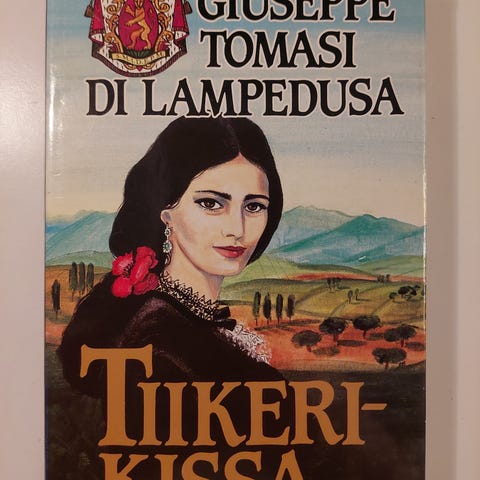 GIUSEPPE
TOMASI
DI LAMPEDUSA
TIIKERI-
KISSA